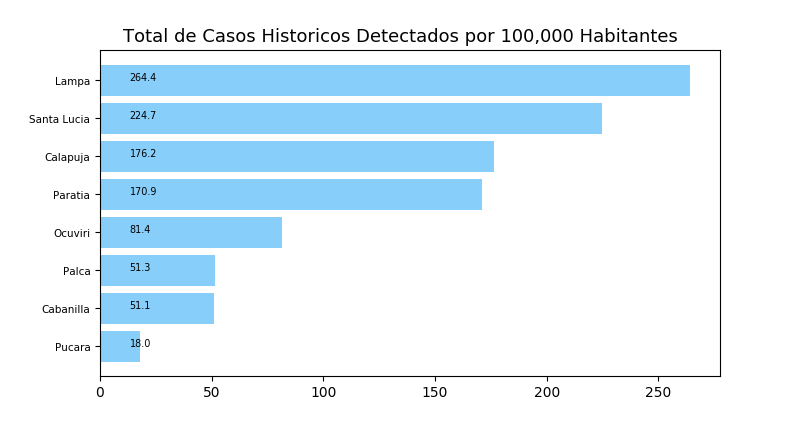 Total de Casos Historicos Detectados por 100,000 Habitantes
Lampa 264.4
Santa Lucia 224.7
Calapuja 176.2
Paratia 170.9
Ocuviri 81.4
Palca 51.3
Cabanilla 51.1
Pucara 18.0
0 50 100 150 200 250